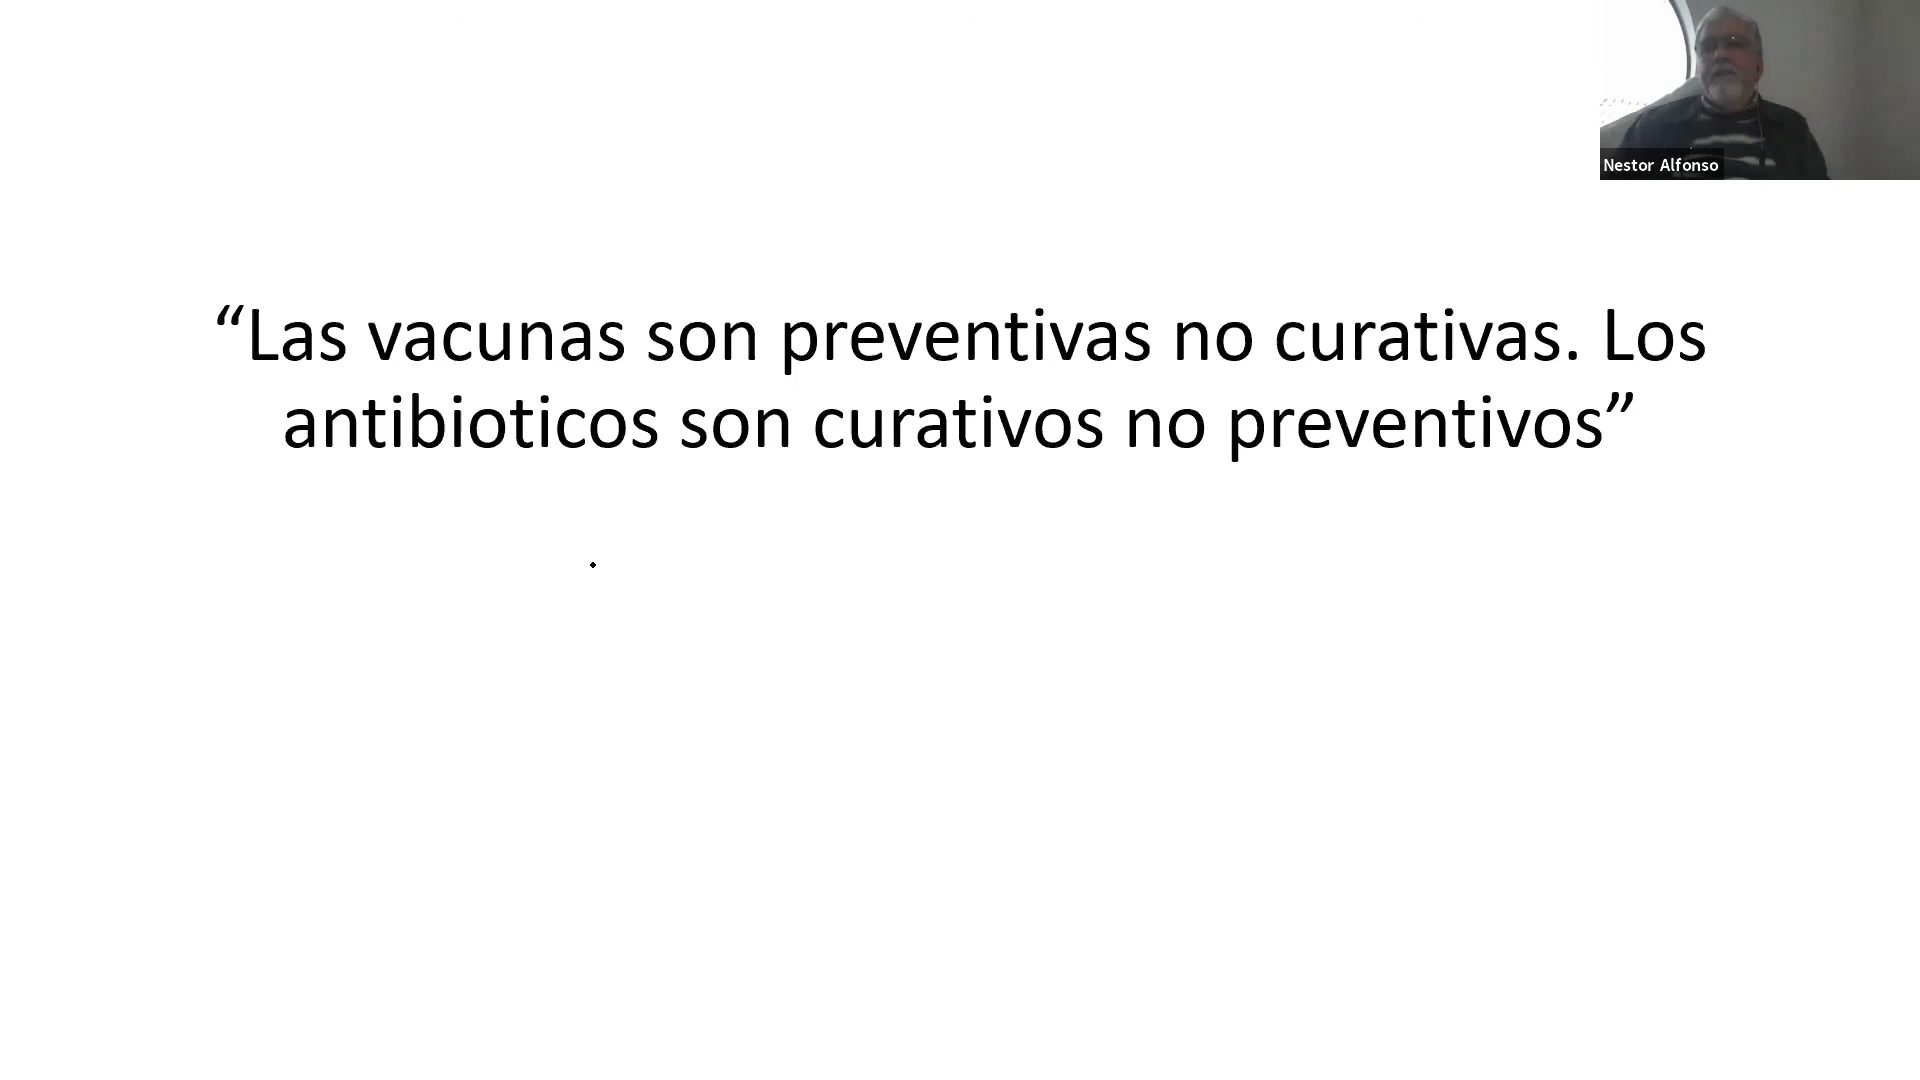 Nestor Alfonso
“Las vacunas son preventivas no curativas. Los
antibioticos son curativos no preventivos”
.